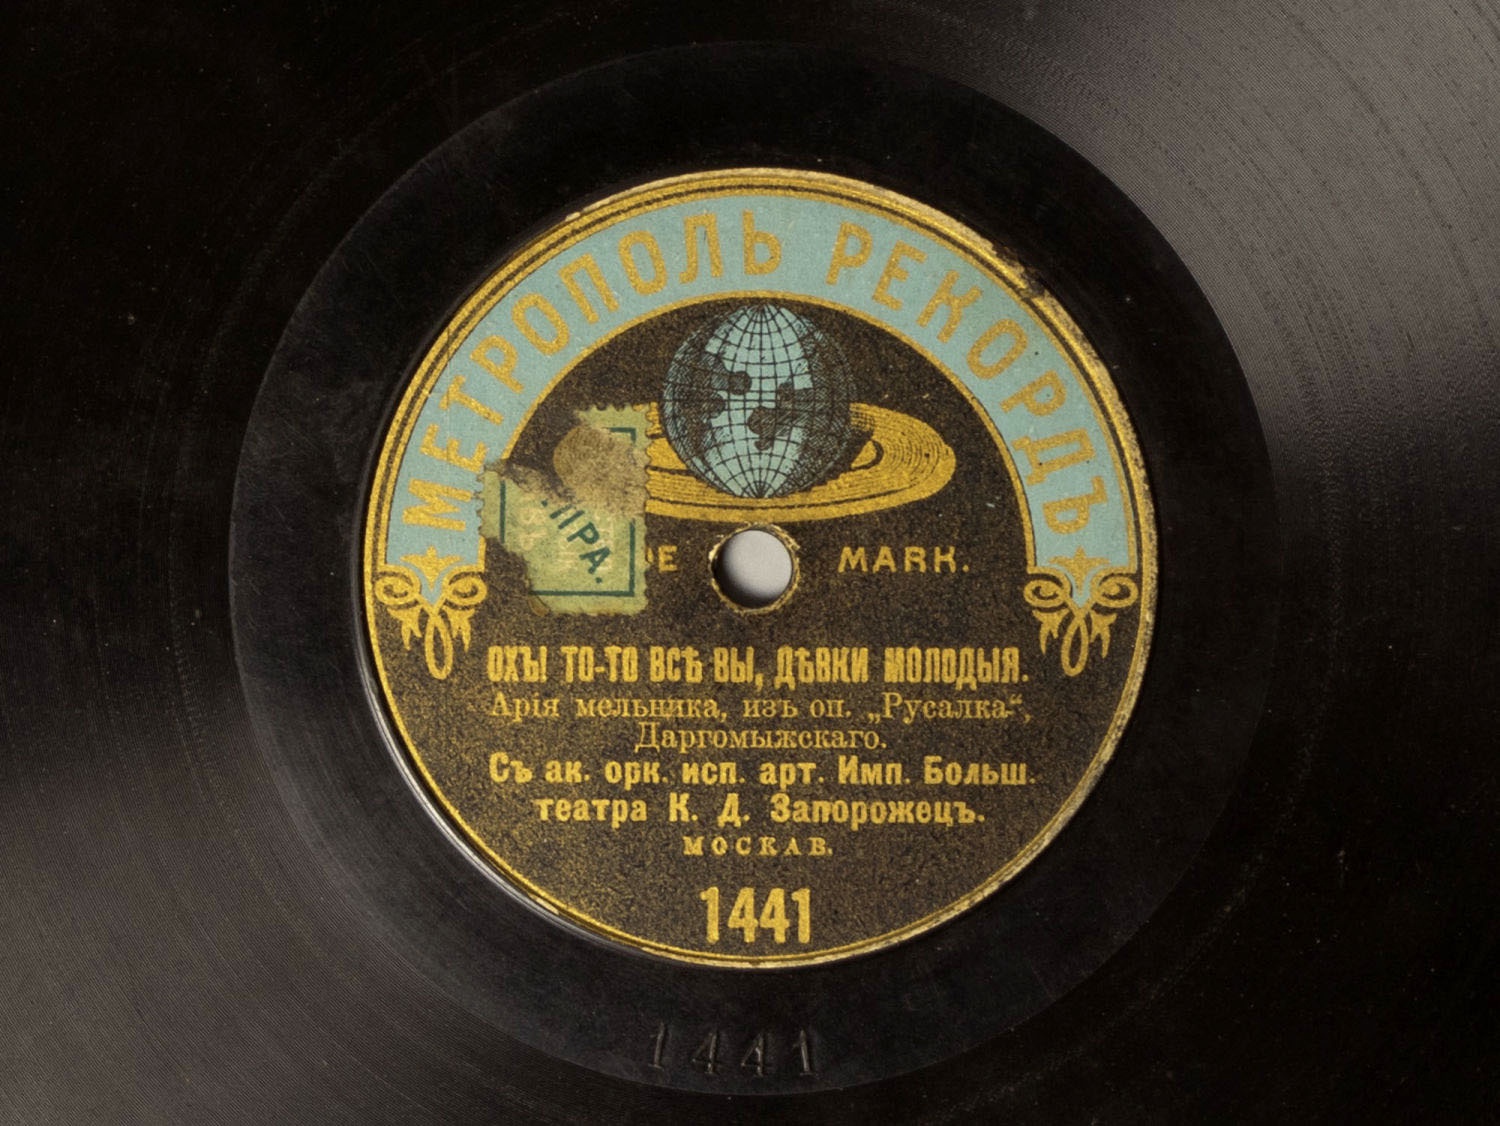 МЕТРОПОЛЬ РЕКОРДЪ
MARK.
ОХЪ! ТО-ТО ВСѢ ВЫ, ДѢВКИ МОЛОДЫЯ.
Арія мельника, изъ оп. „Русалка“,
Даргомыжскаго.
Съ ак. орк. исп. арт. Имп. Больш.
театра К. Д. Запорожецъ.
МОСКАВ.
1441
1441